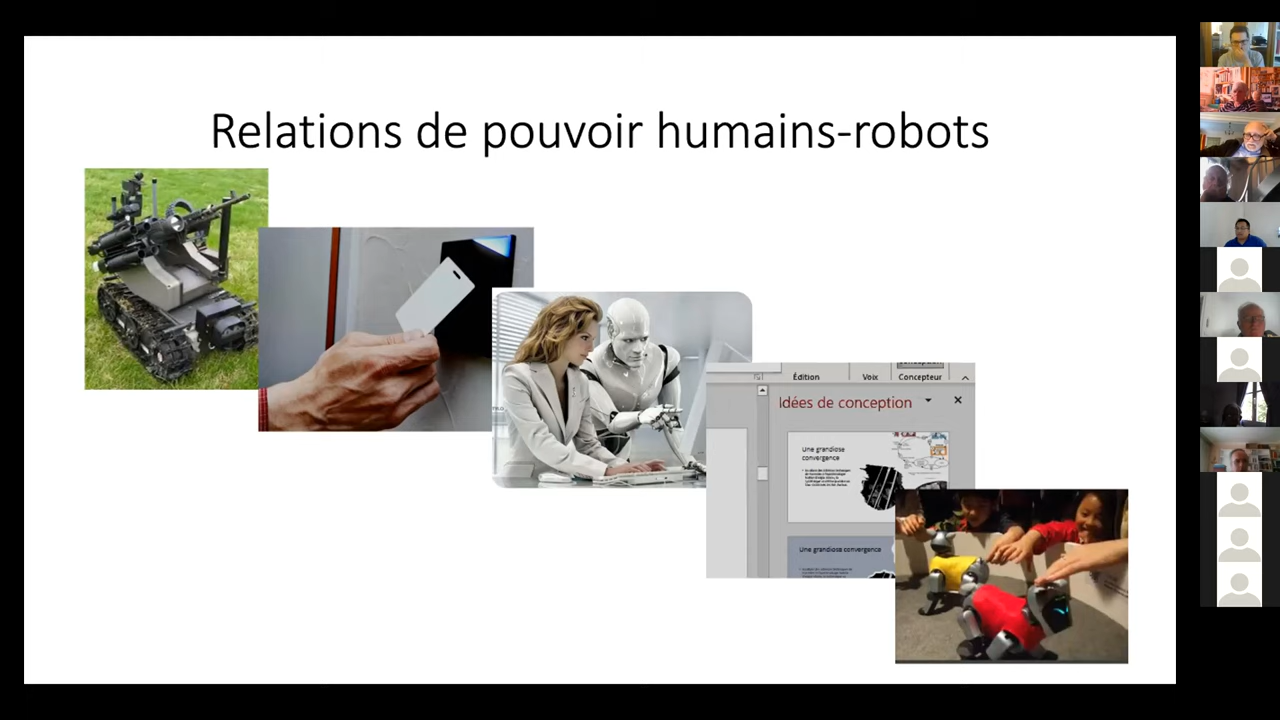 Relations de pouvoir humains-robots
Édition
Voix
Concepteur
Idées de conception
Une grandiose
convergence
Une grandiose convergence